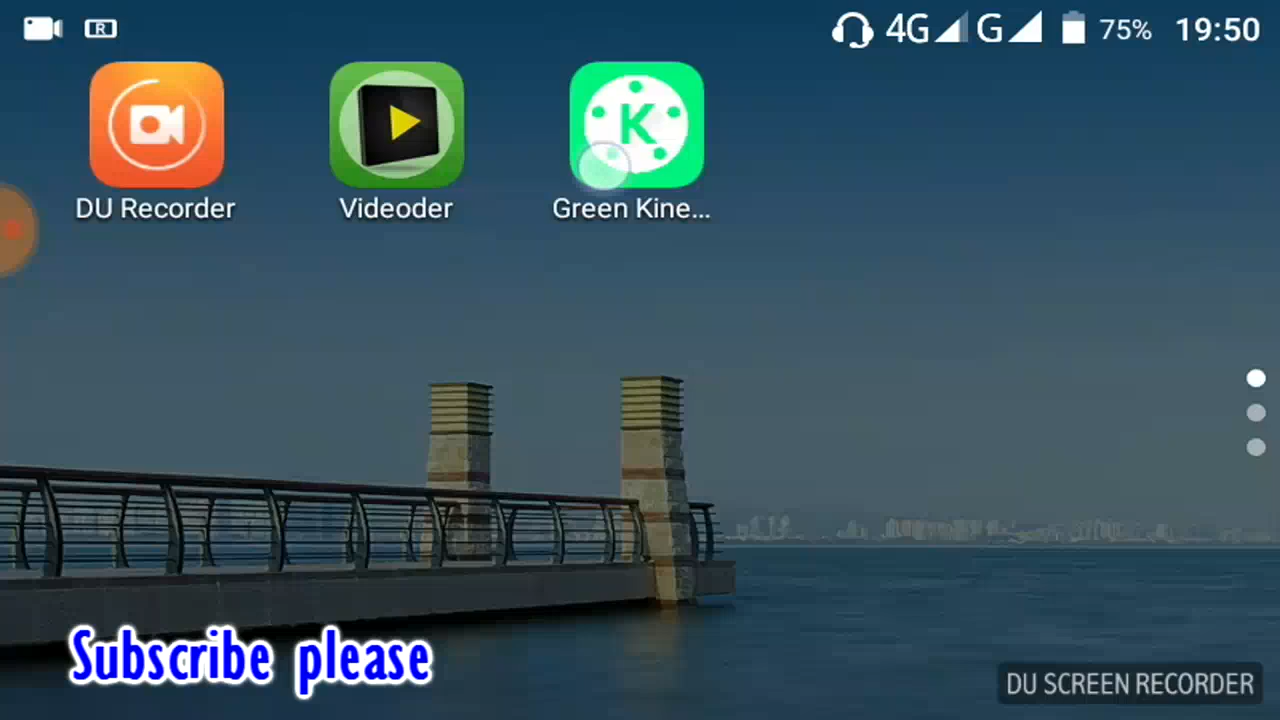 R 4G G 75% 19:50
DU Recorder Videoder Green Kine...
K
Subscribe please
DU SCREEN RECORDER